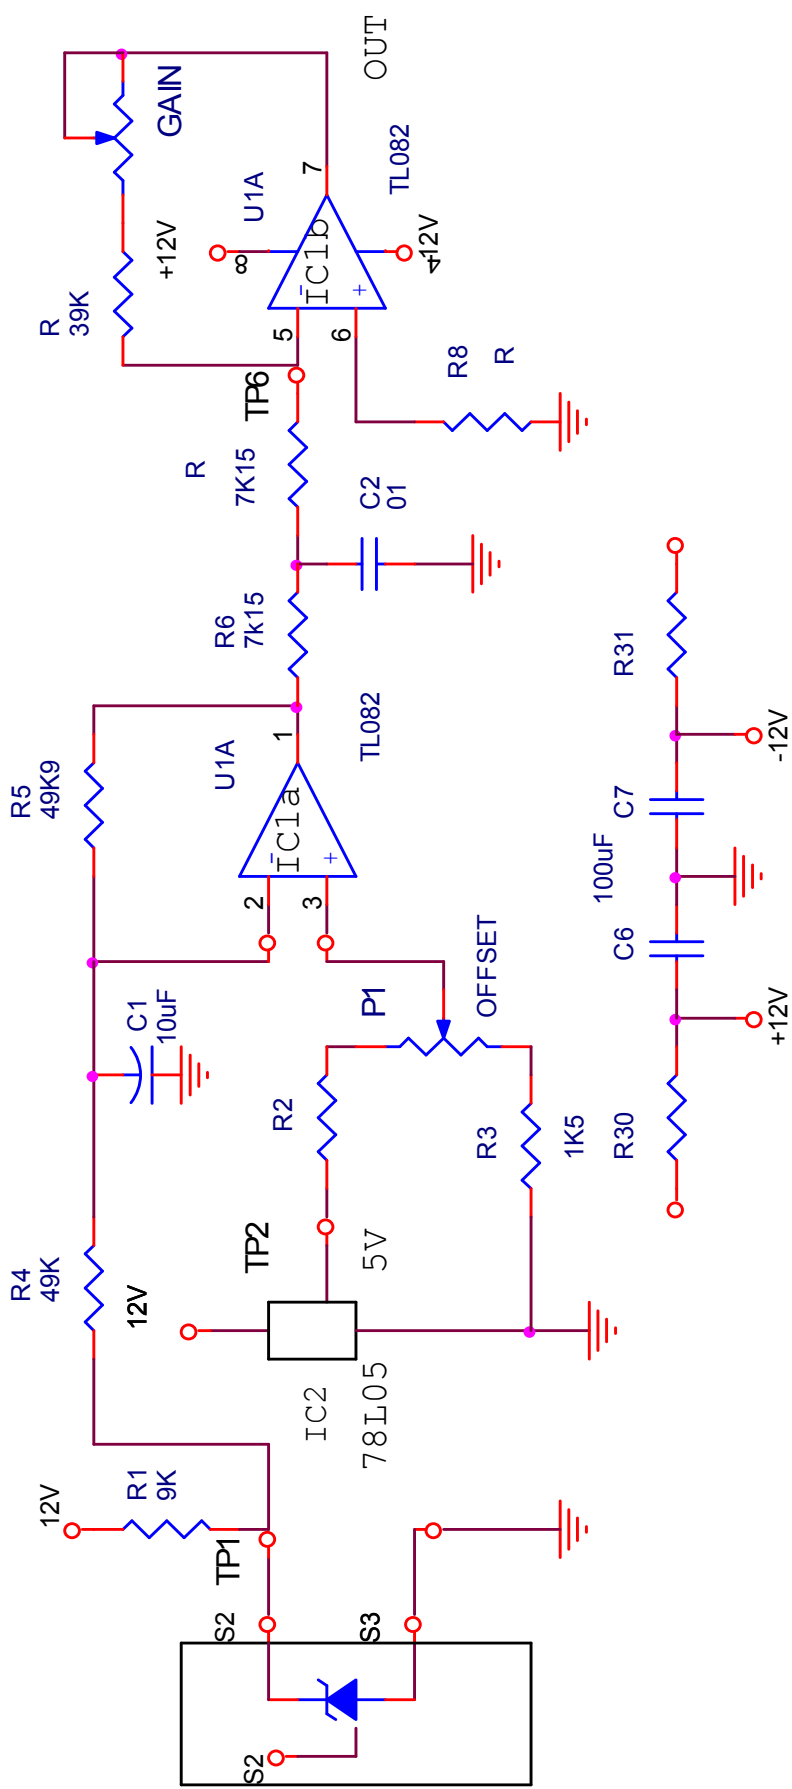 S2
S2
S3
TP1
12V
R1
9K
R4
49K
12V
IC2
78L05
TP2
5V
R2
R3
1K5
P1
OFFSET
C1
10uF
R5
49K9
2
3
1
-
+
IC1a
U1A
TL082
R6
7k15
C2
01
R
7K15
TP6
R
39K
+12V
GAIN
8
5
6
7
4
-
+
IC1b
U1A
TL082
-12V
OUT
R8
R
R30
+12V
C6
100uF
C7
-12V
R31